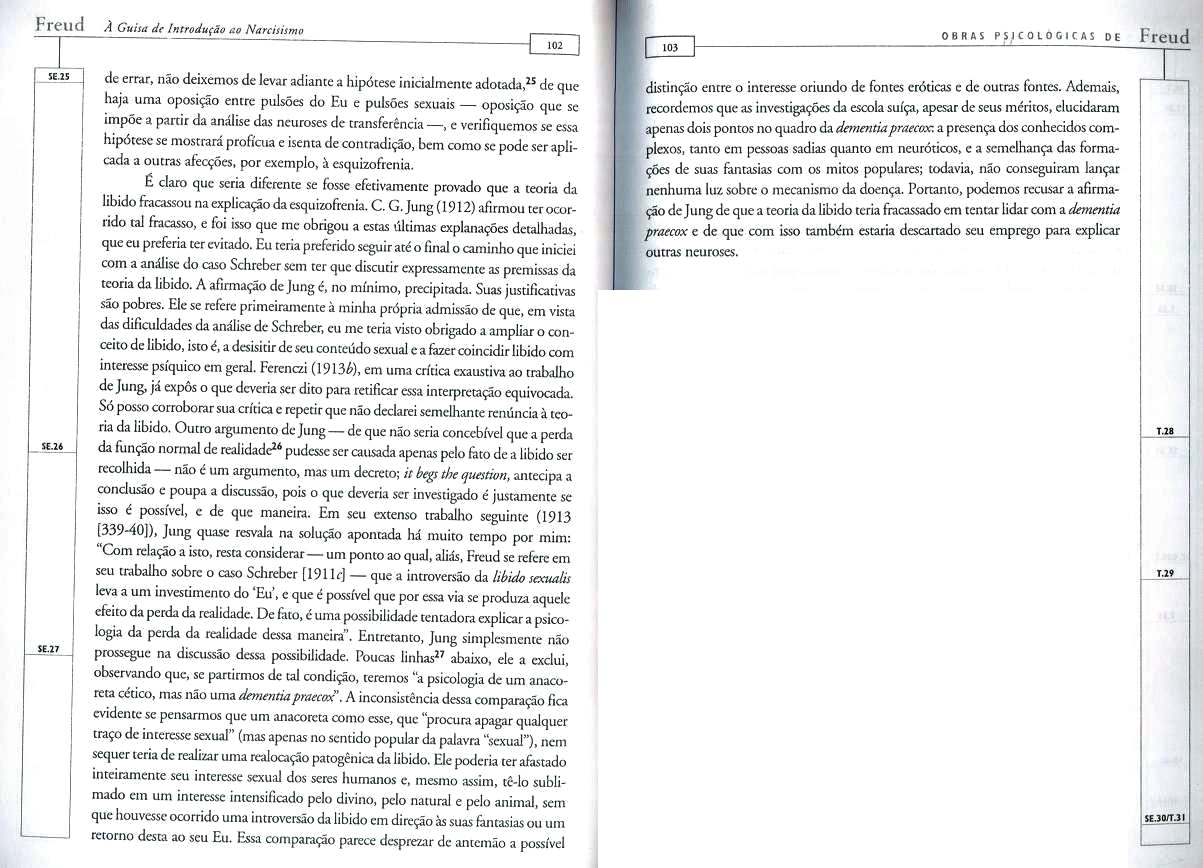 Freud À Guisa de Introdução ao Narcisismo
102
SE.25
de errar, não deixemos de levar adiante a hipótese inicialmente adotada,25 de que
haja uma oposição entre pulsões do Eu e pulsões sexuais — oposição que se
impõe a partir da análise das neuroses de transferência —, e verifiquemos se essa
hipótese se mostrará profícua e isenta de contradição, bem como se pode ser apli-
cada a outras afecções, por exemplo, à esquizofrenia.
É claro que seria diferente se fosse efetivamente provado que a teoria da
libido fracassou na explicação da esquizofrenia. C. G. Jung (1912) afirmou ter ocor-
rido tal fracasso, e foi isso que me obrigou a estas últimas explanações detalhadas,
que eu preferia ter evitado. Eu teria preferido seguir até o final o caminho que iniciei
com a análise do caso Schreber sem ter que discutir expressamente as premissas da
teoria da libido. A afirmação de Jung é, no mínimo, precipitada. Suas justificativas
são pobres. Ele se refere primeiramente à minha própria admissão de que, em vista
das dificuldades da análise de Schreber, eu me teria visto obrigado a ampliar o con-
ceito de libido, isto é, a desisitir de seu conteúdo sexual e a fazer coincidir libido com
interesse psíquico em geral. Ferenczi (1913b), em uma crítica exaustiva ao trabalho
de Jung, já expôs o que deveria ser dito para retificar essa interpretação equivocada.
Só posso corroborar sua crítica e repetir que não declarei semelhante renúncia à teo-
ria da libido. Outro argumento de Jung — de que não seria concebível que a perda
SE.26
da função normal de realidade26 pudesse ser causada apenas pelo fato de a libido ser
recolhida — não é um argumento, mas um decreto; it begs the question, antecipa a
conclusão e poupa a discussão, pois o que deveria ser investigado é justamente se
isso é possível, e de que maneira. Em seu extenso trabalho seguinte (1913
[339-40]), Jung quase resvala na solução apontada há muito tempo por mim:
“Com relação a isto, resta considerar — um ponto ao qual, aliás, Freud se refere em
seu trabalho sobre o caso Schreber [1911c] — que a introversão da libido sexualis
leva a um investimento do ‘Eu’, e que é possível que por essa via se produza aquele
efeito da perda da realidade. De fato, é uma possibilidade tentadora explicar a psico-
logia da perda da realidade dessa maneira”. Entretanto, Jung simplesmente não
SE.27
prossegue na discussão dessa possibilidade. Poucas linhas27 abaixo, ele a exclui,
observando que, se partirmos de tal condição, teremos “a psicologia de um anaco-
reta cético, mas não uma dementia praecox”. A inconsistência dessa comparação fica
evidente se pensarmos que um anacoreta como esse, que “procura apagar qualquer
traço de interesse sexual” (mas apenas no sentido popular da palavra “sexual”), nem
sequer teria de realizar uma realocação patogênica da libido. Ele poderia ter afastado
inteiramente seu interesse sexual dos seres humanos e, mesmo assim, tê-lo subli-
mado em um interesse intensificado pelo divino, pelo natural e pelo animal, sem
que houvesse ocorrido uma introversão da libido em direção às suas fantasias ou um
retorno desta ao seu Eu. Essa comparação parece desprezar de antemão a possível
103
OBRAS PSICOLÓGICAS DE Freud
distinção entre o interesse oriundo de fontes eróticas e de outras fontes. Ademais,
recordemos que as investigações da escola suíça, apesar de seus méritos, elucidaram
apenas dois pontos no quadro da dementia praecox: a presença dos conhecidos com-
plexos, tanto em pessoas sadias quanto em neuróticos, e a semelhança das forma-
ções de suas fantasias com os mitos populares; todavia, não conseguiram lançar
nenhuma luz sobre o mecanismo da doença. Portanto, podemos recusar a afirma-
ção de Jung de que a teoria da libido teria fracassado em tentar lidar com a dementia
praecox e de que com isso também estaria descartado seu emprego para explicar
outras neuroses.
T.28
T.29
SE.30/T.31